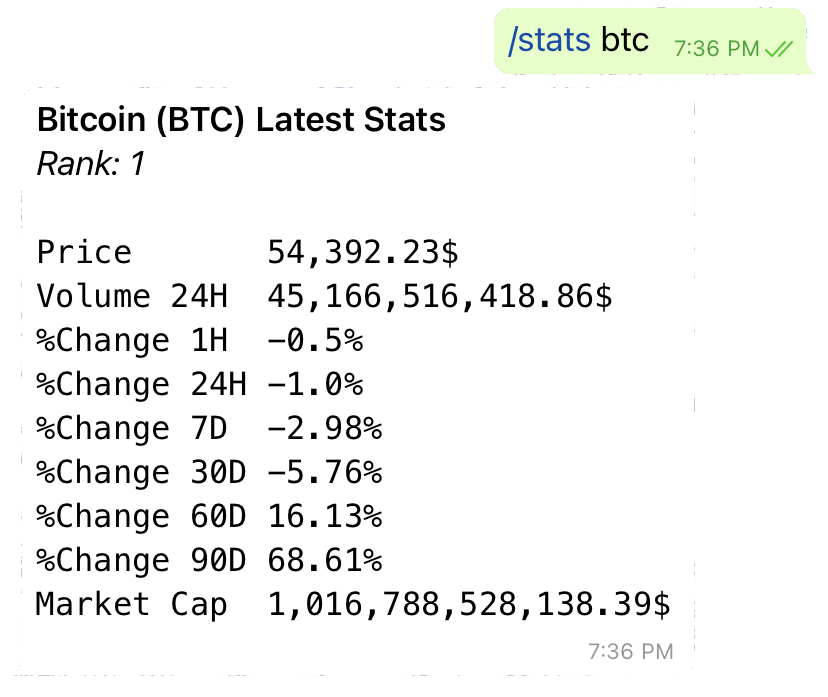 /stats btc 7:36 PM
Bitcoin (BTC) Latest Stats
Rank: 1
Price 54,392.23$
Volume 24H 45,166,516,418.86$
%Change 1H -0.5%
%Change 24H -1.0%
%Change 7D -2.98%
%Change 30D -5.76%
%Change 60D 16.13%
%Change 90D 68.61%
Market Cap 1,016,788,528,138.39$
7:36 PM